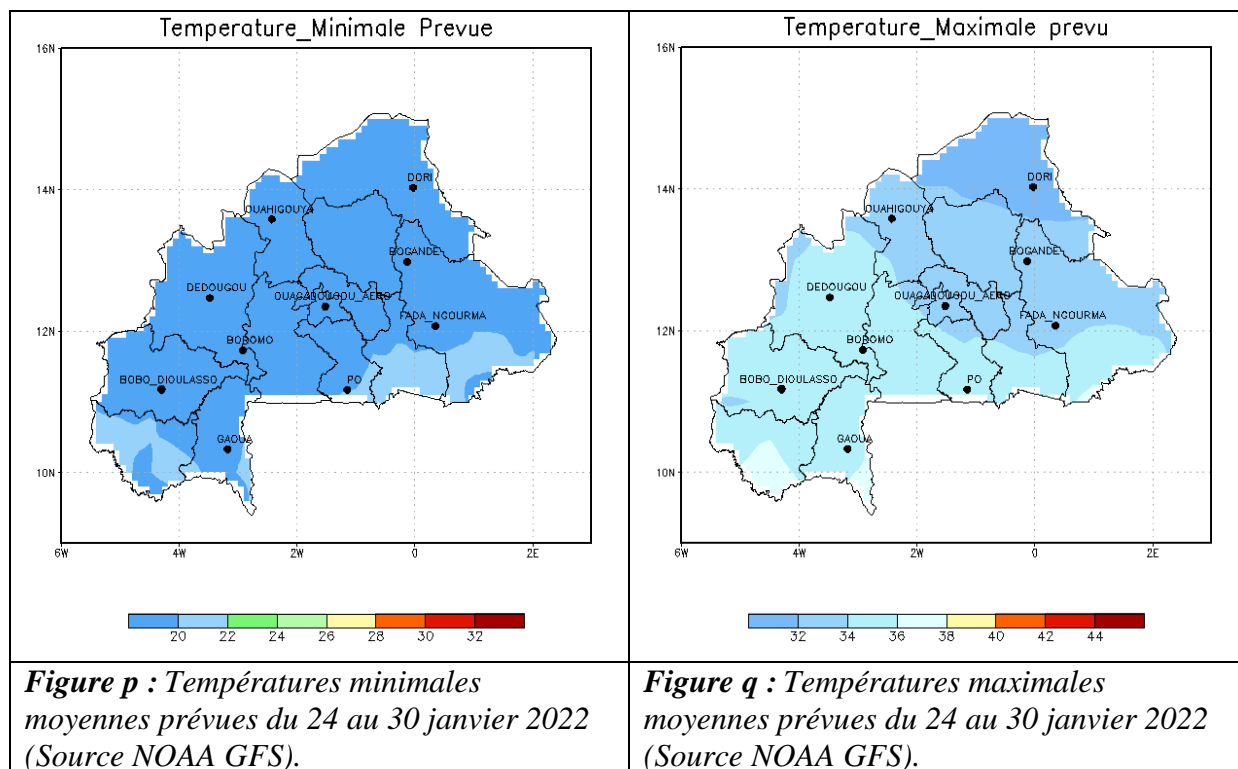 Temperature_Minimale Prevue
16N
14N
12N
10N
6W 4W 2W 0 2E
DORI
OUAHIGOUYA
BOGANDE
DEDOUGOU
OUAGADOUGOU_AERO
FADA_NGOURMA
BOROMO
BOBO_DIOULASSO
PO
GAOUA
20 22 24 26 28 30 32
Figure p : Températures minimales
moyennes prévues du 24 au 30 janvier 2022
(Source NOAA GFS).
Temperature_Maximale prevu
16N
14N
12N
10N
6W 4W 2W 0 2E
DORI
OUAHIGOUYA
BOGANDE
DEDOUGOU
OUAGADOUGOU_AERO
FADA_NGOURMA
BOROMO
BOBO_DIOULASSO
PO
GAOUA
32 34 36 38 40 42 44
Figure q : Températures maximales
moyennes prévues du 24 au 30 janvier 2022
(Source NOAA GFS).